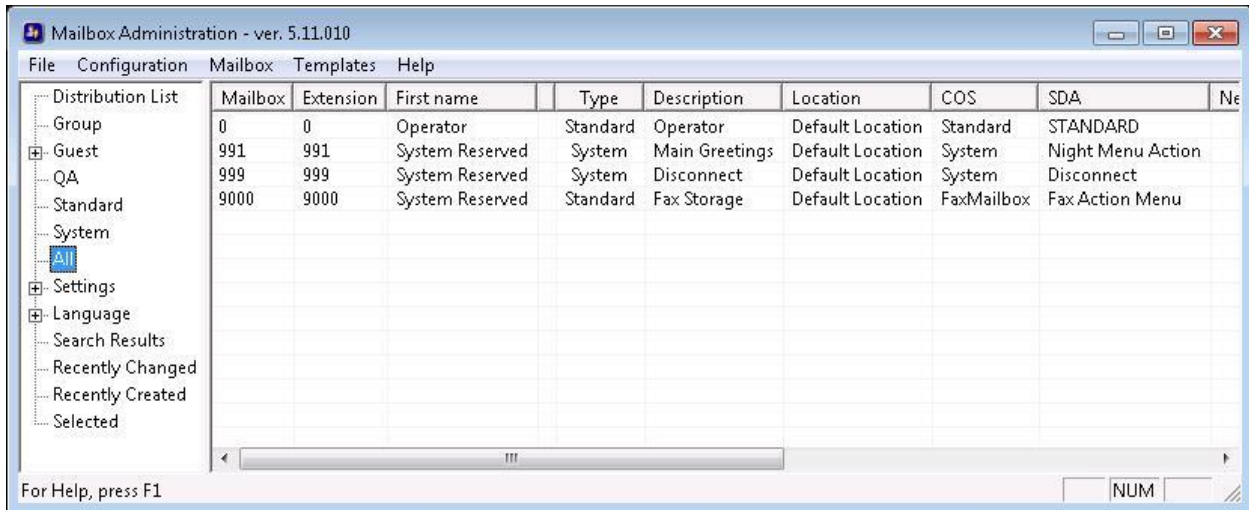 Mailbox Administration - ver. 5.11.010
File Configuration Mailbox Templates Help
Distribution List
Group
Guest
QA
Standard
System
All
Settings
Language
Search Results
Recently Changed
Recently Created
Selected
Mailbox Extension First name Type Description Location COS SDA Ne
0 0 Operator Standard Operator Default Location Standard STANDARD
991 991 System Reserved System Main Greetings Default Location System Night Menu Action
999 999 System Reserved System Disconnect Default Location System Disconnect
9000 9000 System Reserved Standard Fax Storage Default Location FaxMailbox Fax Action Menu
For Help, press F1
NUM